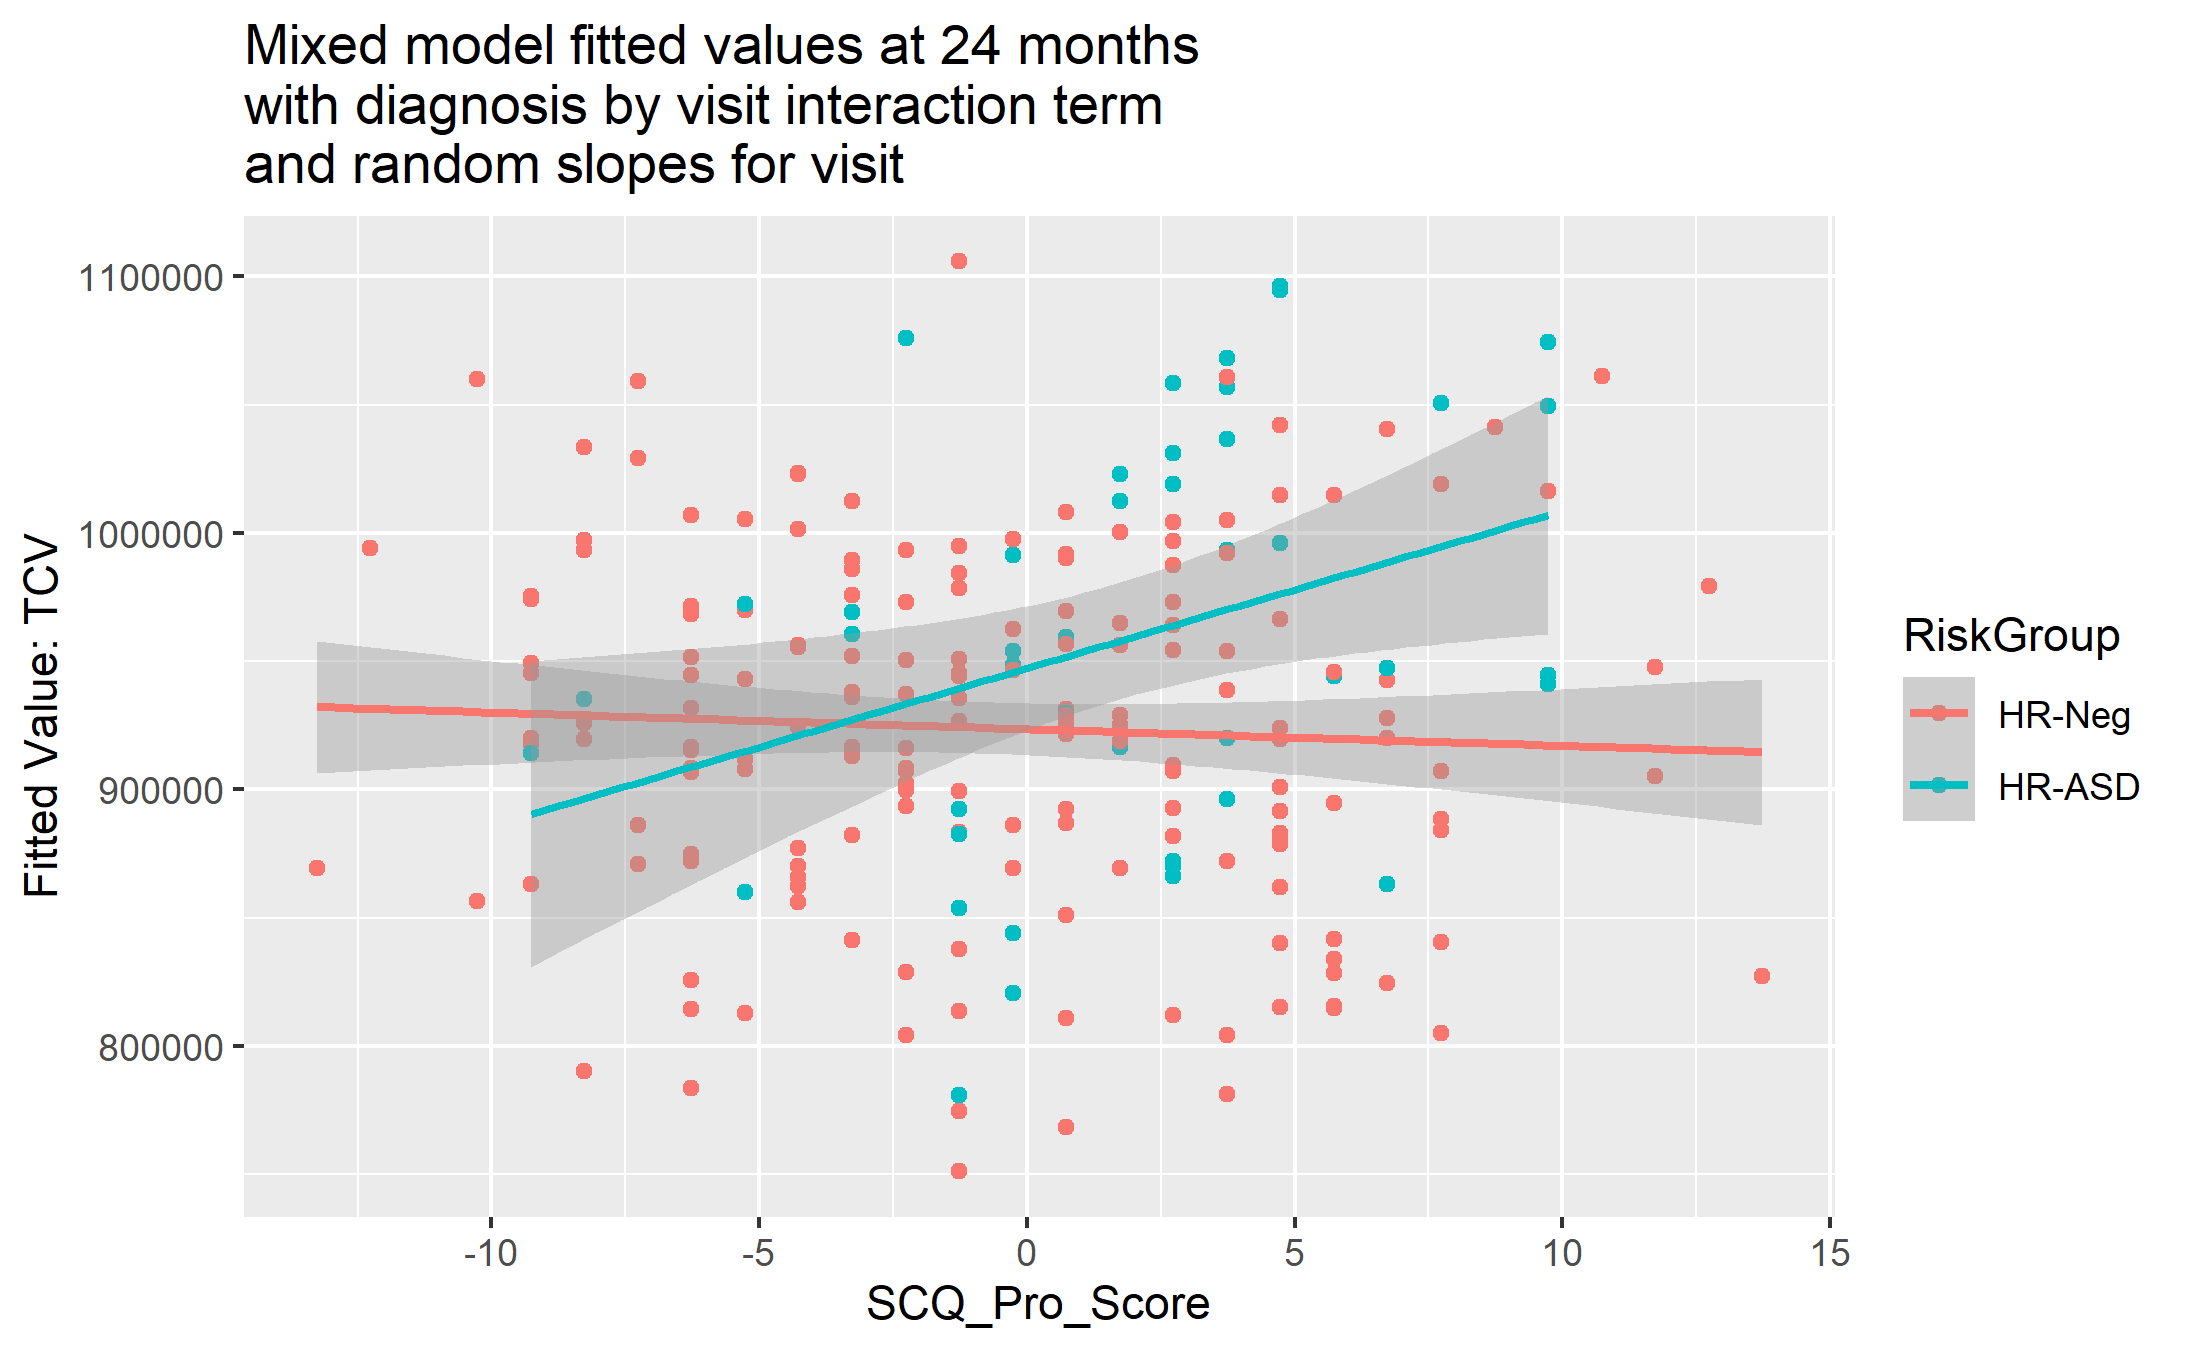 Mixed model fitted values at 24 months
with diagnosis by visit interaction term
and random slopes for visit
1100000
1000000
900000
800000
Fitted Value: TCV
-10
-5
0
5
10
15
SCQ_Pro_Score
RiskGroup
HR-Neg
HR-ASD